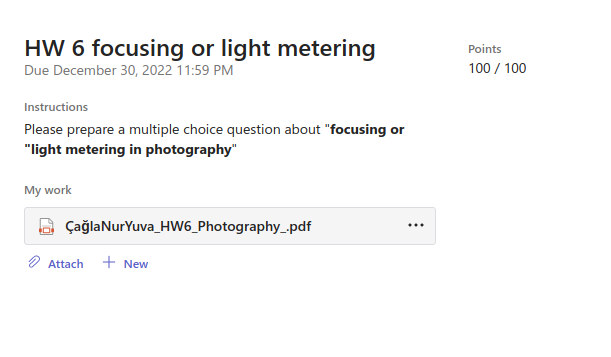 HW 6 focusing or light metering
Points
Due December 30, 2022 11:59 PM
100 / 100
Instructions
Please prepare a multiple choice question about "focusing or
"light metering in photography"
My work
ÇağlaNurYuva_HW6_Photography_.pdf
Attach
New